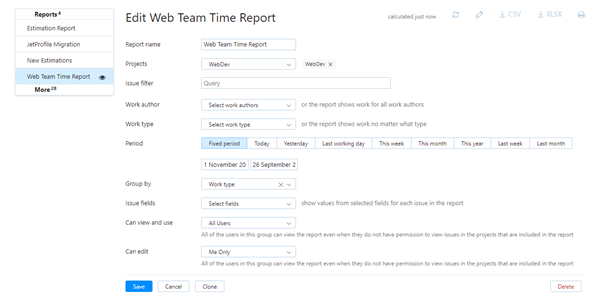 Reports 4
Estimation Report
JetProfile Migration
New Estimations
Web Team Time Report
More 28
Edit Web Team Time Report
calculated just now
CSV
XLSX
Report name
Web Team Time Report
Projects
WebDev
WebDev ×
Issue filter
Query
Work author
Select work authors
or the report shows work for all work authors
Work type
Select work type
or the report shows work no matter what type
Period
Fixed period
Today
Yesterday
Last working day
This week
This month
This year
Last week
Last month
1 November 20
26 September 2
Group by
Work type ×
Issue fields
Select fields
show values from selected fields for each issue in the report
Can view and use
All Users
All of the users in this group can view the report even when they do not have permission to view issues in the projects that are included in the report
Can edit
Me Only
All of the users in this group can view the report even when they do not have permission to view issues in the projects that are included in the report
Save
Cancel
Clone
Delete